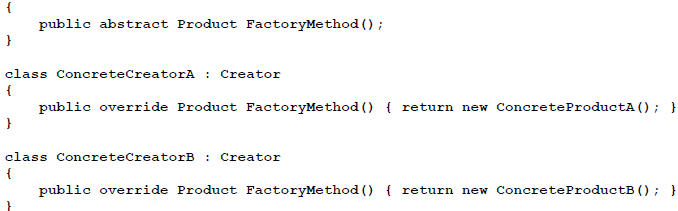 {
    public abstract Product FactoryMethod();
}
class ConcreteCreatorA : Creator
{
    public override Product FactoryMethod() { return new ConcreteProductA(); }
}
class ConcreteCreatorB : Creator
{
    public override Product FactoryMethod() { return new ConcreteProductB(); }
}